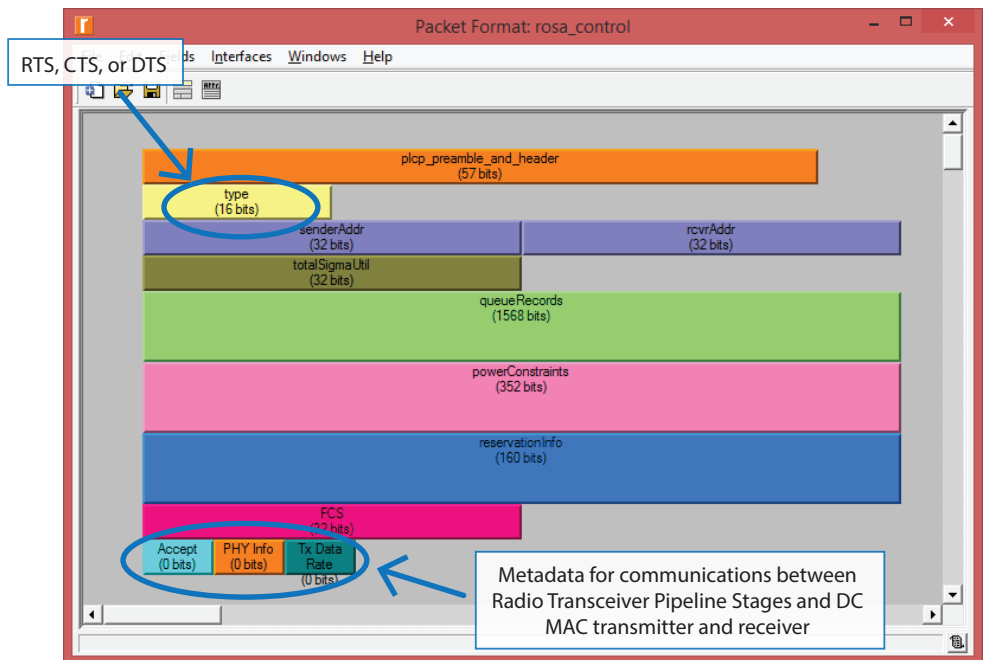 Packet Format: rosa_control
RTS, CTS, or DTS
Interfaces Windows Help
plcp_preamble_and_header
(57 bits)
type
(16 bits)
senderAddr
(32 bits)
rcvrAddr
(32 bits)
totalSigmaUtil
(32 bits)
queueRecords
(1568 bits)
powerConstraints
(352 bits)
reservationInfo
(160 bits)
FCS
(32 bits)
Accept
(0 bits)
PHY Info
(0 bits)
Tx Data
Rate
(0 bits)
Metadata for communications between
Radio Transceiver Pipeline Stages and DC
MAC transmitter and receiver